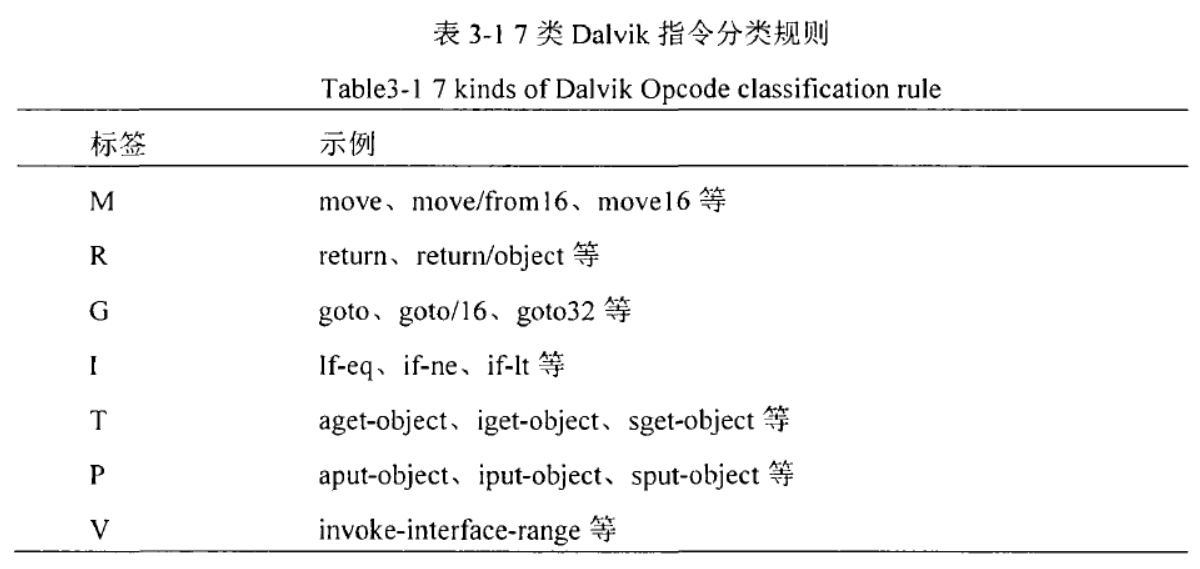 表 3-1 7 类 Dalvik 指令分类规则
Table3-1 7 kinds of Dalvik Opcode classification rule
标签 示例
M move、move/from16、move16 等
R return、return/object 等
G goto、goto/16、goto32 等
I If-eq、if-ne、if-lt 等
T aget-object、iget-object、sget-object 等
P aput-object、iput-object、sput-object 等
V invoke-interface-range 等